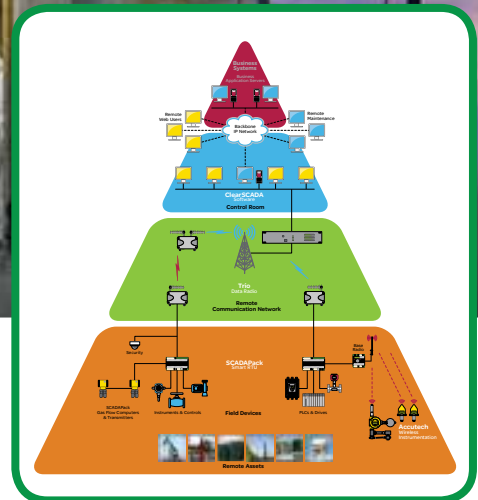 Business
Systems
Business
Application Servers
Remote
Web Users
Remote
Maintenance
Backbone
IP Network
ClearSCADA
Software
Control Room
Trio
Data Radio
Remote
Communication Network
Security
SCADAPack
Smart RTU
Base
Radio
SCADAPack
Gas Flow Computers
& Transmitters
Instruments & Controls
Field Devices
PLCs & Drives
Accutech
Wireless
Instrumentation
Remote Assets